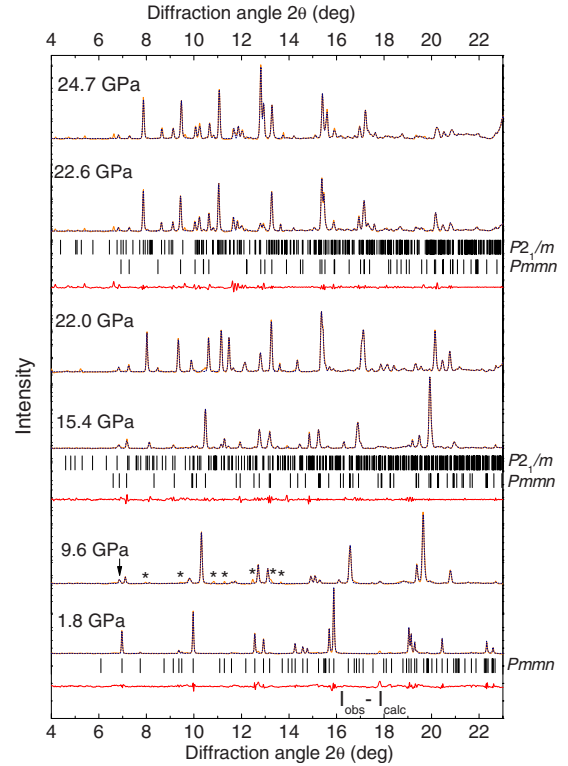 Diffraction angle 2θ (deg)
4 6 8 10 12 14 16 18 20 22
24.7 GPa
22.6 GPa
P2₁/m
Pmmn
22.0 GPa
15.4 GPa
P2₁/m
Pmmn
9.6 GPa
* * * * * * *
1.8 GPa
Pmmn
I_obs - I_calc
4 6 8 10 12 14 16 18 20 22
Diffraction angle 2θ (deg)
Intensity